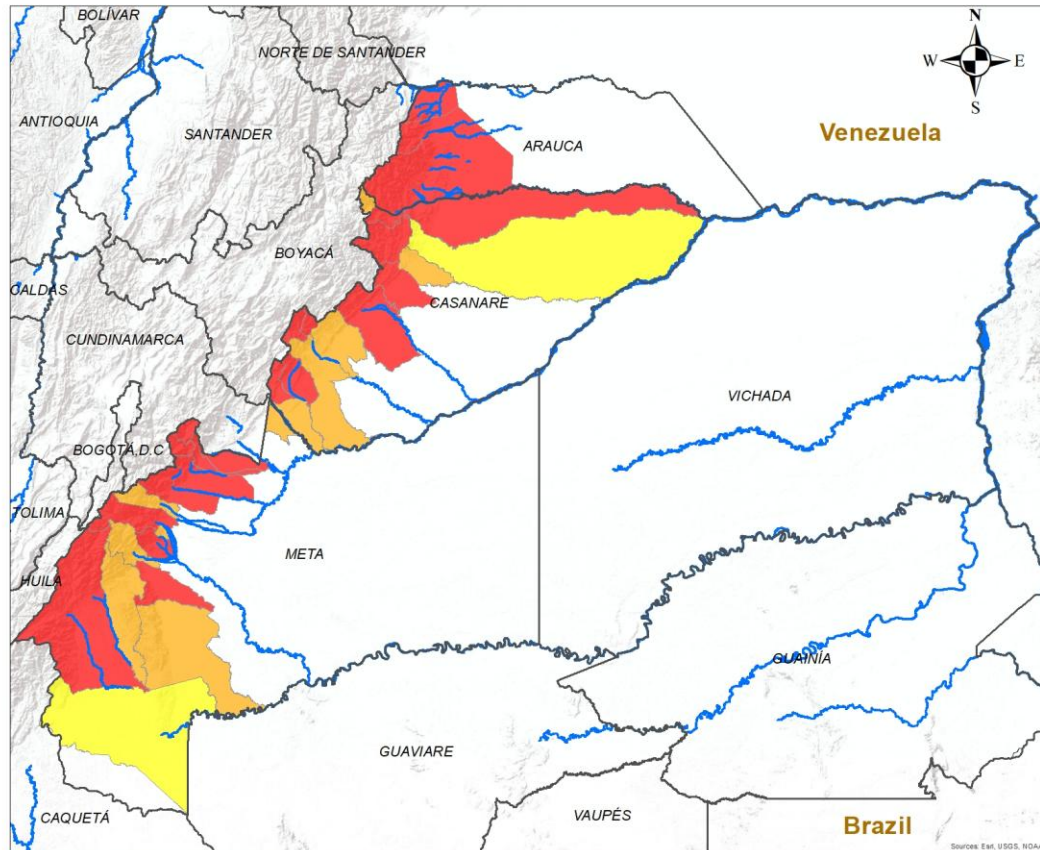 BOLÍVAR
NORTE DE SANTANDER
N
W
E
S
ANTIOQUIA
SANTANDER
ARAUCA
Venezuela
BOYACÁ
CALDAS
CASANARE
CUNDINAMARCA
VICHADA
BOGOTÁ,D.C
TOLIMA
META
HUILA
GUAINÍA
GUAVIARE
CAQUETÁ
VAUPÉS
Brazil
Sources: Esri, USGS, NOAA